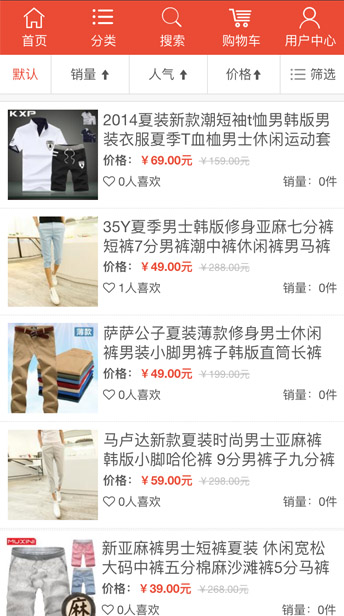 首页 分类 搜索 购物车 用户中心
默认 销量 人气 价格 筛选
KXP
2014夏装新款潮短袖t恤男韩版男
装衣服夏季T血桖男士休闲运动套
价格：￥69.00元 ￥159.00元
0人喜欢 销量：0件
35Y夏季男士韩版修身亚麻七分裤
短裤7分男裤潮中裤休闲裤男马裤
价格：￥49.00元 ￥288.00元
1人喜欢 销量：0件
薄款
萨萨公子夏装薄款修身男士休闲
裤男装小脚男裤子韩版直筒长裤
价格：￥49.00元 ￥199.00元
0人喜欢 销量：0件
马卢达新款夏装时尚男士亚麻裤
韩版小脚哈伦裤 9分男裤子九分裤
价格：￥59.00元 ￥298.00元
0人喜欢 销量：0件
MUXINI
新亚麻裤男士短裤夏装 休闲宽松
大码中裤五分棉麻沙滩裤5分马裤
麻
价格：￥39.00元 ￥268.00元
0人喜欢 销量：0件